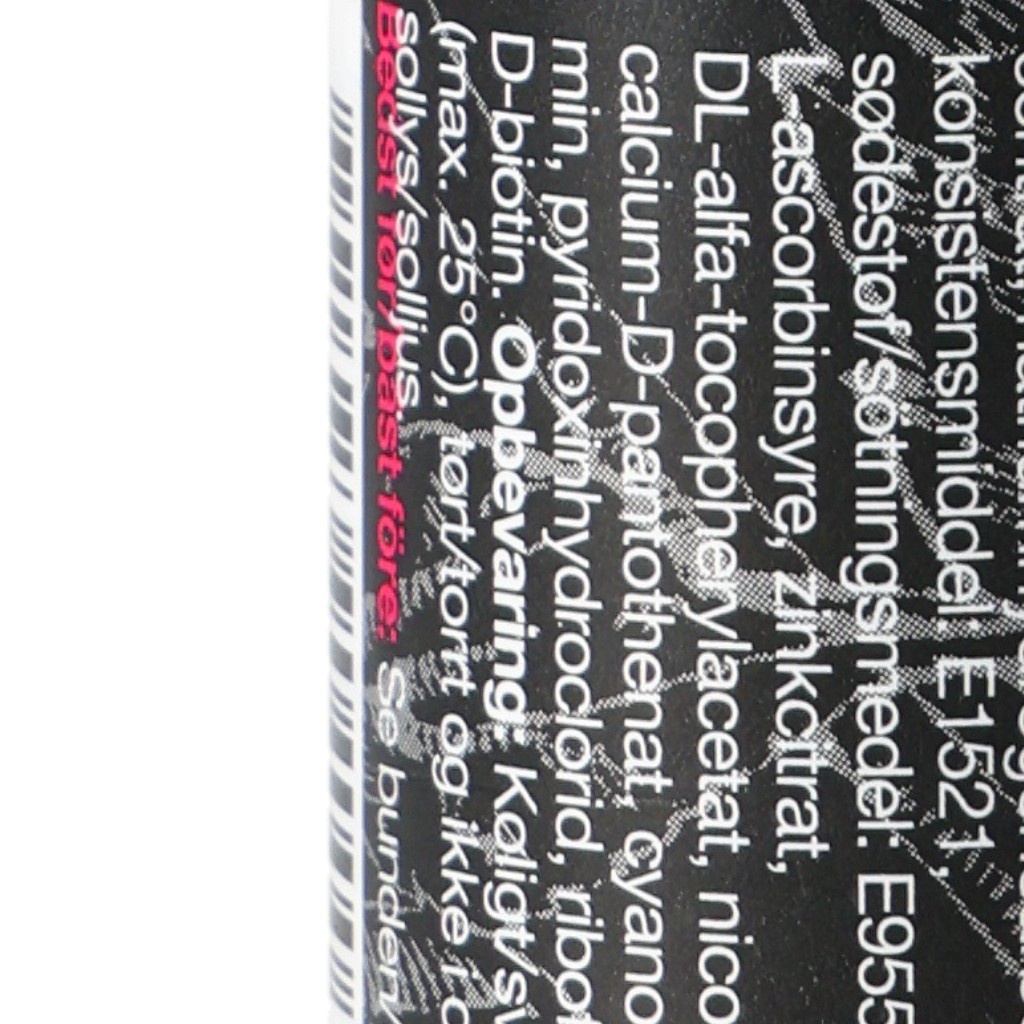 konsistensmiddel: E1521,
sødestof/sötningsmedel: E955
L-ascorbinsyre, zinkcitrat,
DL-alfa-tocopherylacetat, nico
calcium-D-pantothenat, cyano
min, pyridoxinhydroclorid, ribof
D-biotin. Opbevaring: Køligt/sv
(max. 25°C), tørt/torrt og ikke i d
sollys/solljus.
Bedst før/bäst före: Se bunden/